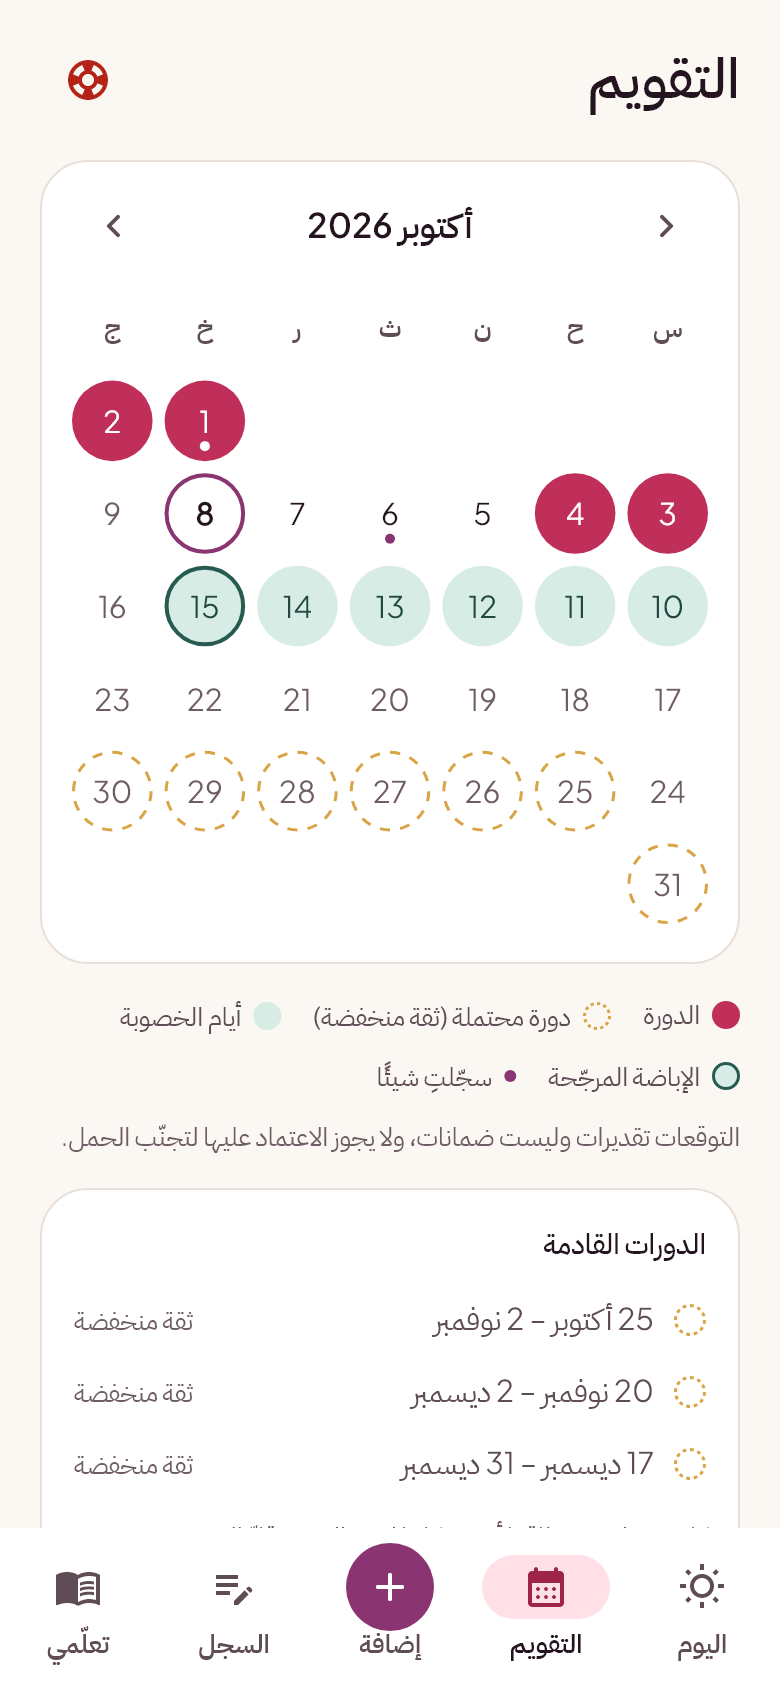 التقويم
أكتوبر 2026
س ح ن ث ر خ ج
1 2
3 4 5 6 7 8 9
10 11 12 13 14 15 16
17 18 19 20 21 22 23
24 25 26 27 28 29 30
31
الدورة دورة محتملة (ثقة منخفضة) أيام الخصوبة
الإباضة المرجّحة سجّلتِ شيئًا
التوقعات تقديرات وليست ضمانات، ولا يجوز الاعتماد عليها لتجنّب الحمل.
الدورات القادمة
25 أكتوبر – 2 نوفمبر ثقة منخفضة
20 نوفمبر – 2 ديسمبر ثقة منخفضة
17 ديسمبر – 31 ديسمبر ثقة منخفضة
اليوم التقويم إضافة السجل تعلّمي